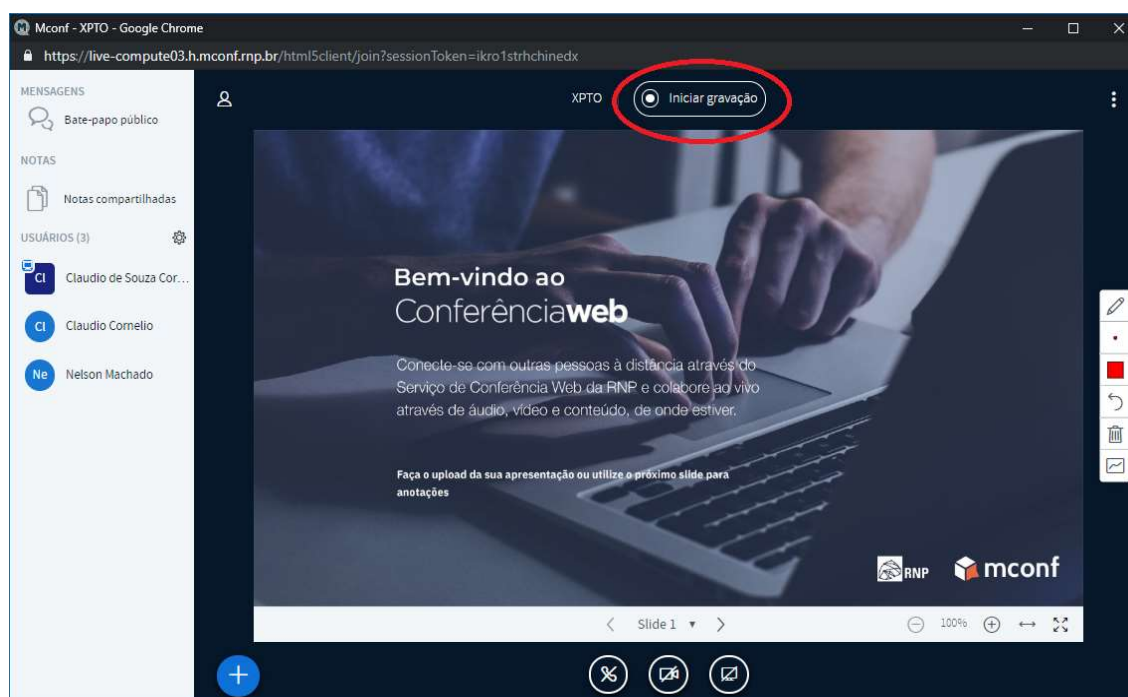 Mconf - XPTO - Google Chrome
https://live-compute03.h.mconf.rnp.br/html5client/join?sessionToken=ikro1strhchinedx
MENSAGENS
Bate-papo público
NOTAS
Notas compartilhadas
USUÁRIOS (3)
CI Claudio de Souza Cor...
CI Claudio Cornelio
Ne Nelson Machado
XPTO Iniciar gravação
Bem-vindo ao
Conferênciaweb
Conecte-se com outras pessoas à distância através do
Serviço de Conferência Web da RNP e colabore ao vivo
através de áudio, vídeo e conteúdo, de onde estiver.
Faça o upload da sua apresentação ou utilize o próximo slide para
anotações
RNP mconf
Slide 1 100%